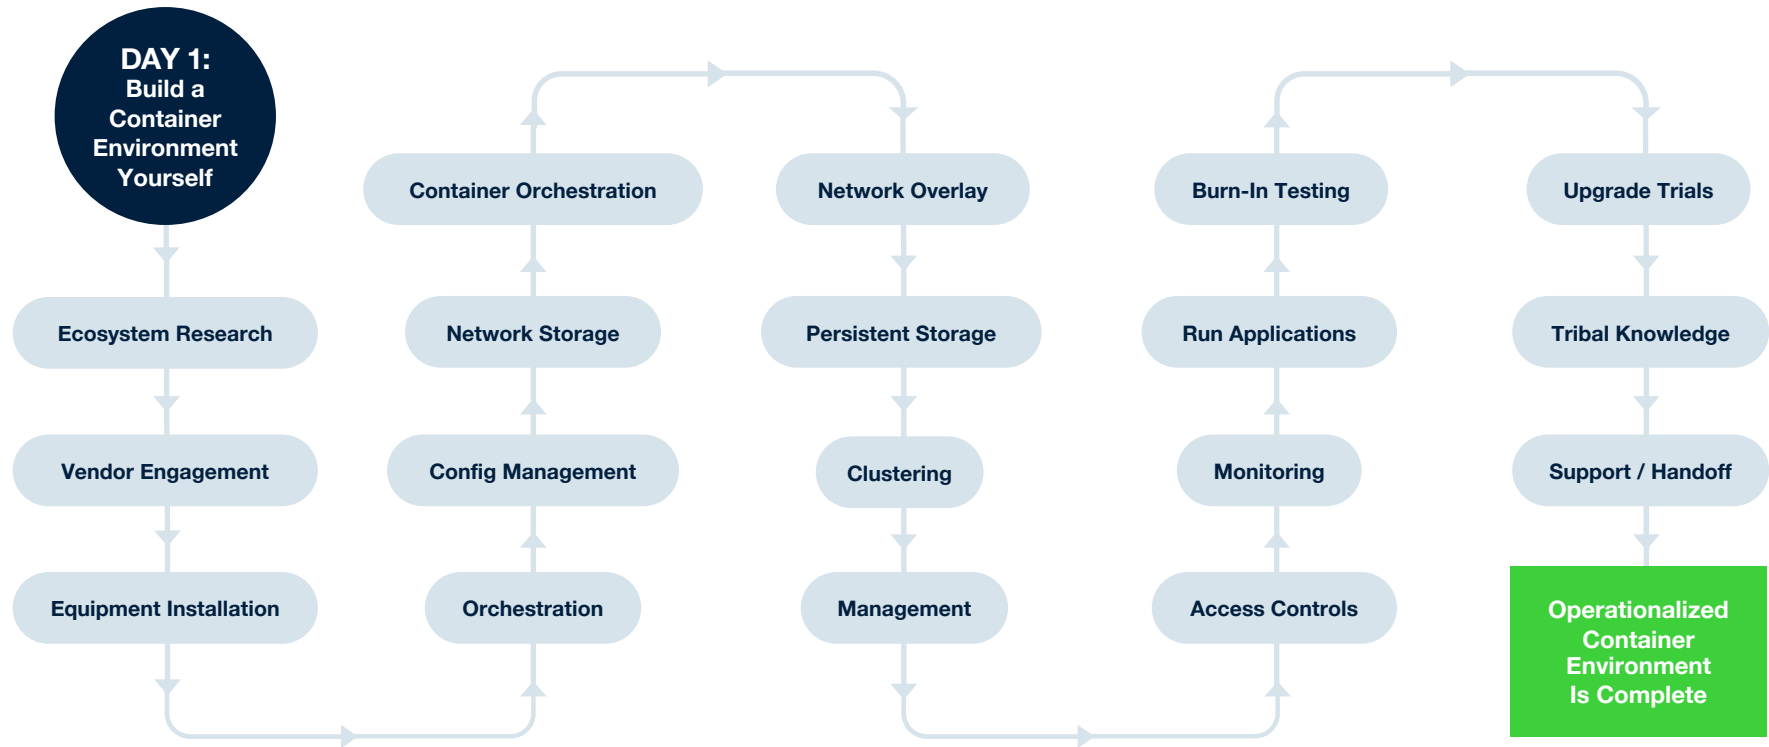 DAY 1:
Build a
Container
Environment
Yourself
Ecosystem Research
Vendor Engagement
Equipment Installation
Orchestration
Config Management
Network Storage
Container Orchestration
Network Overlay
Persistent Storage
Clustering
Management
Access Controls
Monitoring
Run Applications
Burn-In Testing
Upgrade Trials
Tribal Knowledge
Support / Handoff
Operationalized
Container
Environment
Is Complete